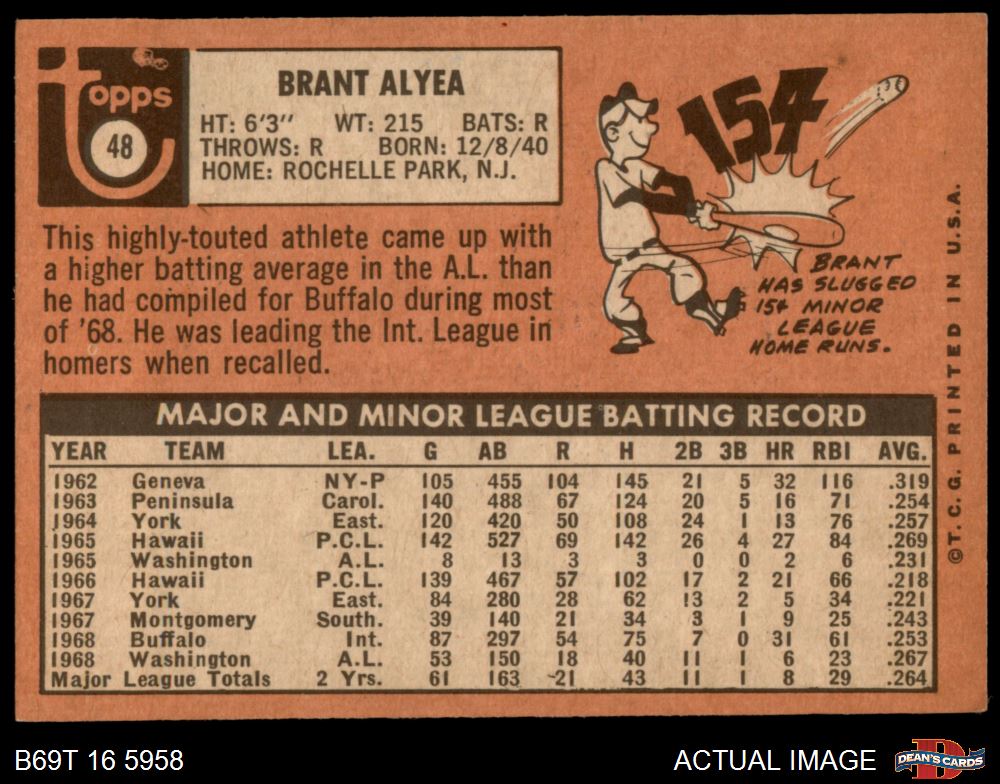 Topps
48
BRANT ALYEA
HT: 6'3" WT: 215 BATS: R
THROWS: R BORN: 12/8/40
HOME: ROCHELLE PARK, N.J.
This highly-touted athlete came up with
a higher batting average in the A.L. than
he had compiled for Buffalo during most
of '68. He was leading the Int. League in
homers when recalled.
154
BRANT
HAS SLUGGED
154 MINOR
LEAGUE
HOME RUNS.
©T.C.G. PRINTED IN U.S.A.
MAJOR AND MINOR LEAGUE BATTING RECORD
YEAR TEAM LEA. G AB R H 2B 3B HR RBI AVG.
1962 Geneva NY-P 105 455 104 145 21 5 32 116 .319
1963 Peninsula Carol. 140 488 67 124 20 5 16 71 .254
1964 York East. 120 420 50 108 24 1 13 76 .257
1965 Hawaii P.C.L. 142 527 69 142 26 4 27 84 .269
1965 Washington A.L. 8 13 3 3 0 0 2 6 .231
1966 Hawaii P.C.L. 139 467 57 102 17 2 21 66 .218
1967 York East. 84 280 28 62 13 2 5 34 .221
1967 Montgomery South. 39 140 21 34 3 1 9 25 .243
1968 Buffalo Int. 87 297 54 75 7 0 31 61 .253
1968 Washington A.L. 53 150 18 40 11 1 6 23 .267
Major League Totals 2 Yrs. 61 163 21 43 11 1 8 29 .264
B69T 16 5958
ACTUAL IMAGE
D
DEAN'S CARDS